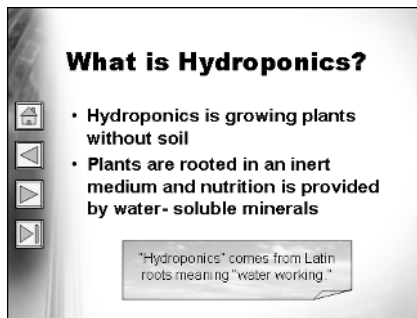 What is Hydroponics?
• Hydroponics is growing plants
without soil
• Plants are rooted in an inert
medium and nutrition is provided
by water- soluble minerals
"Hydroponics" comes from Latin
roots meaning "water working."